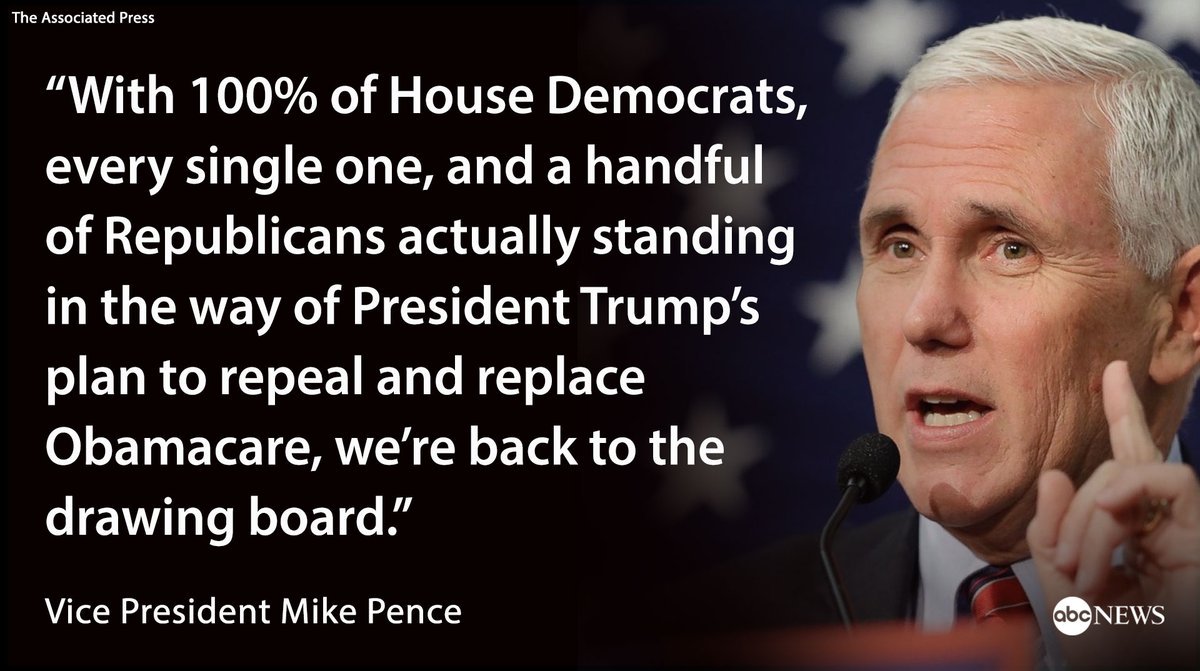 The Associated Press
“With 100% of House Democrats,
every single one, and a handful
of Republicans actually standing
in the way of President Trump’s
plan to repeal and replace
Obamacare, we’re back to the
drawing board.”
Vice President Mike Pence
abc NEWS